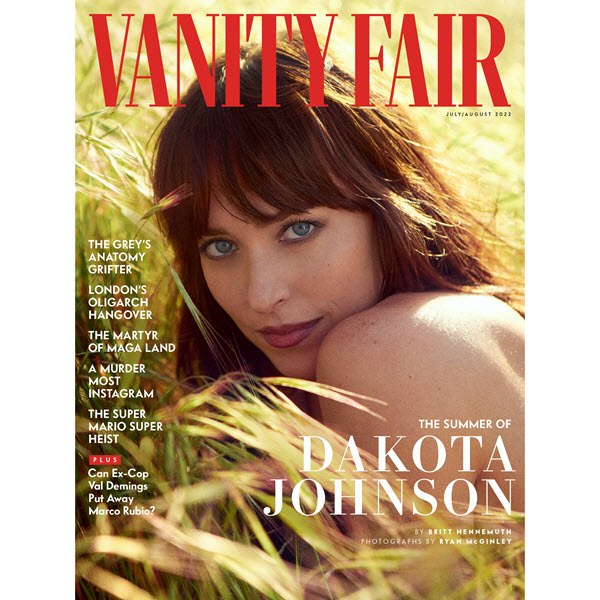 VANITY FAIR
JULY/AUGUST 2022
THE GREY'S
ANATOMY
GRIFTER
LONDON'S
OLIGARCH
HANGOVER
THE MARTYR
OF MAGA LAND
A MURDER
MOST
INSTAGRAM
THE SUPER
MARIO SUPER
HEIST
PLUS
Can Ex-Cop
Val Demings
Put Away
Marco Rubio?
THE SUMMER OF
DAKOTA
JOHNSON
BY BRITT HENNEMUTH
PHOTOGRAPHS BY RYAN McGINLEY